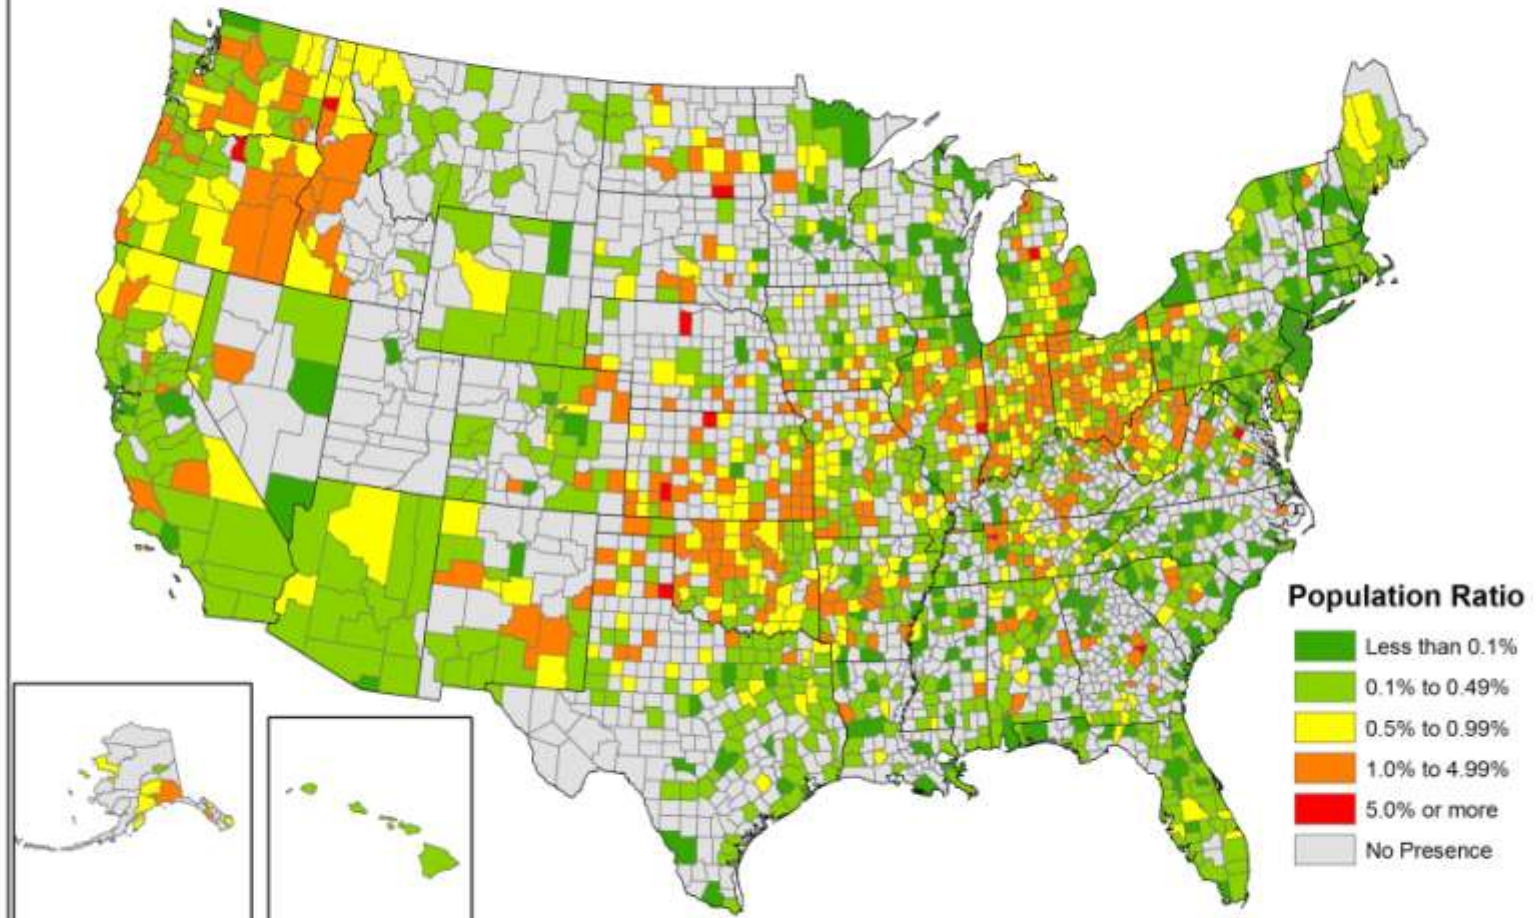 Population Ratio
Less than 0.1%
0.1% to 0.49%
0.5% to 0.99%
1.0% to 4.99%
5.0% or more
No Presence